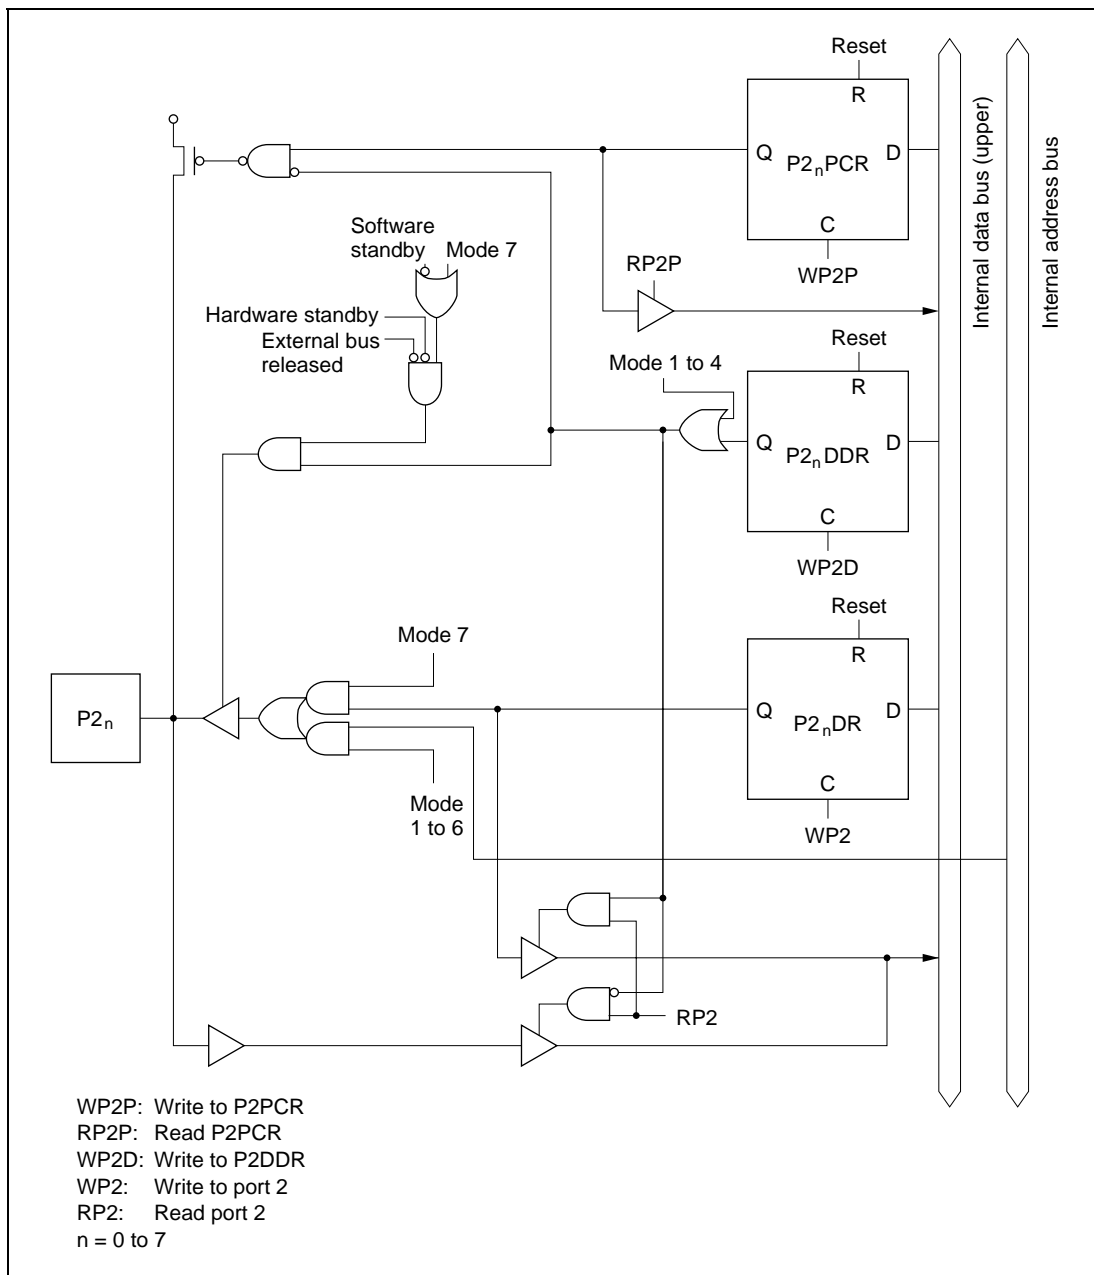 Reset
R
Q P2nPCR D
C
WP2P
Internal data bus (upper)
Internal address bus
Software
standby
Mode 7
RP2P
Hardware standby
External bus
released
Mode 1 to 4
Reset
R
Q P2nDDR D
C
WP2D
Mode 7
Reset
R
Q P2nDR D
C
WP2
P2n
Mode
1 to 6
RP2
WP2P: Write to P2PCR
RP2P: Read P2PCR
WP2D: Write to P2DDR
WP2: Write to port 2
RP2: Read port 2
n = 0 to 7